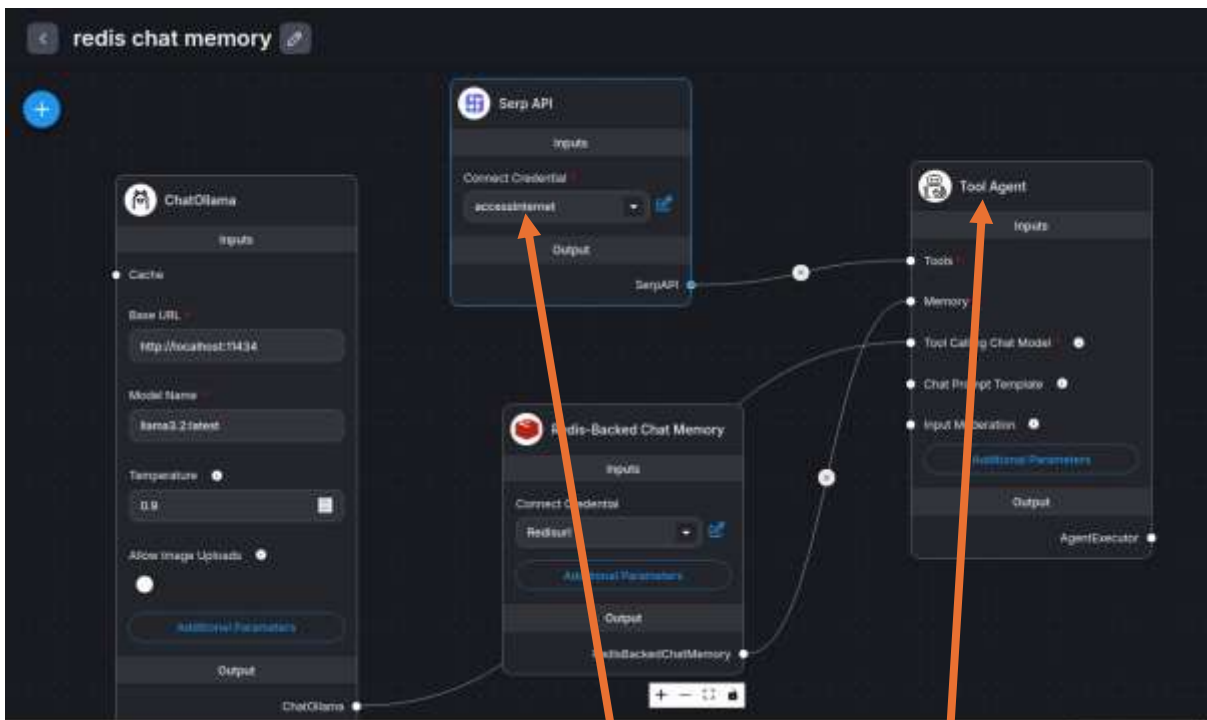 redis chat memory
Serp API
Inputs
Connect Credential *
accessInternet
Output
SerpAPI
ChatOllama
Inputs
Cache
Base URL *
http://localhost:11434
Model Name *
llama3.2:latest
Temperature
0.9
Allow Image Uploads
Additional Parameters
Output
ChatOllama
Redis-Backed Chat Memory
Inputs
Connect Credential
Redisurl
Additional Parameters
Output
RedisBackedChatMemory
Tool Agent
Inputs
Tools *
Memory *
Tool Calling Chat Model *
Chat Prompt Template
Input Moderation
Additional Parameters
Output
AgentExecutor